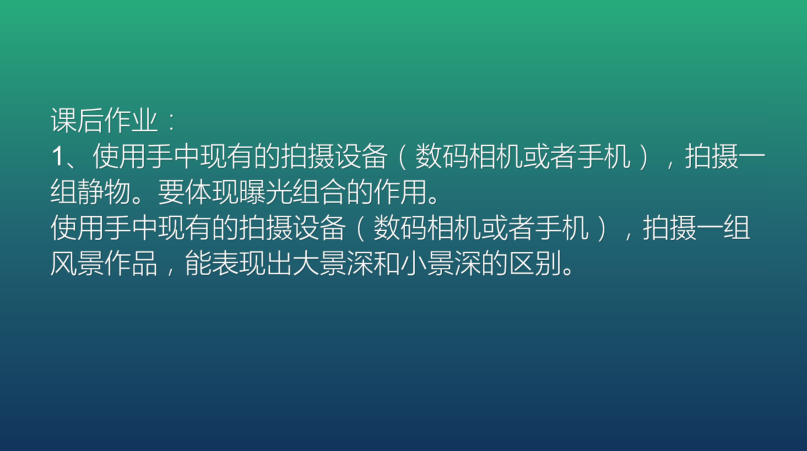 课后作业：
1、使用手中现有的拍摄设备（数码相机或者手机），拍摄一
组静物。要体现曝光组合的作用。
使用手中现有的拍摄设备（数码相机或者手机），拍摄一组
风景作品，能表现出大景深和小景深的区别。